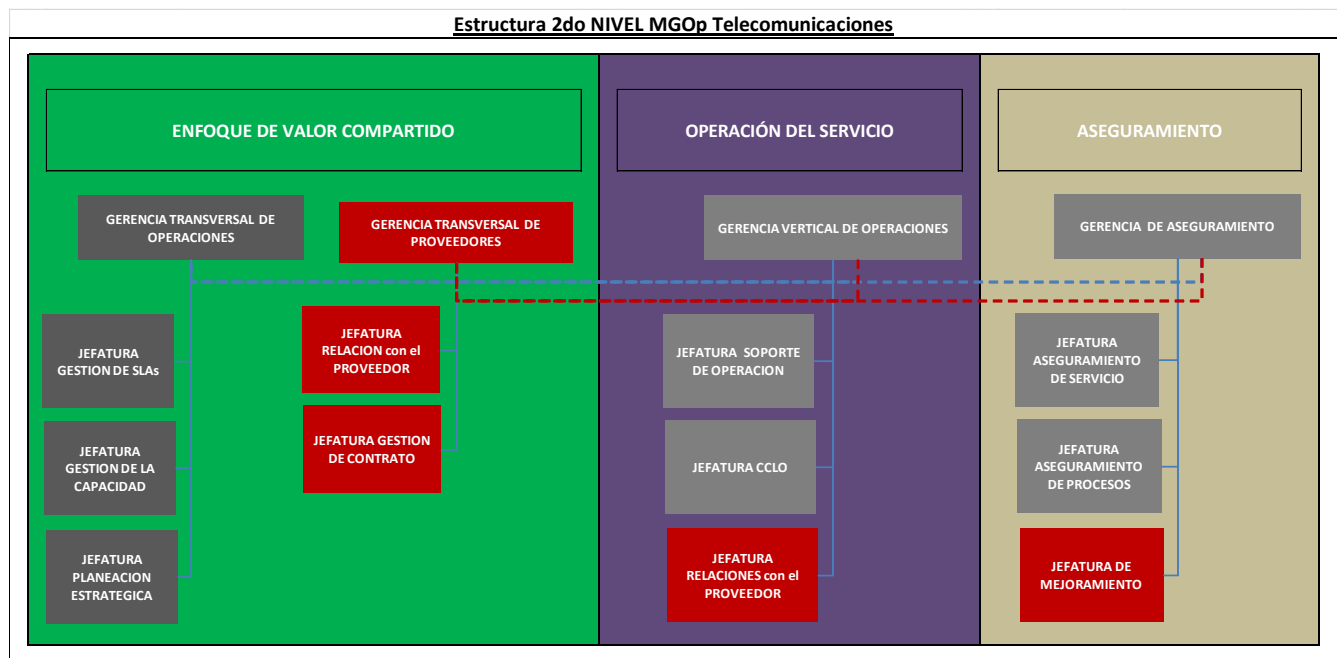 Estructura 2do NIVEL MGOp Telecomunicaciones
ENFOQUE DE VALOR COMPARTIDO
GERENCIA TRANSVERSAL DE
OPERACIONES
GERENCIA TRANSVERSAL DE
PROVEEDORES
JEFATURA
GESTION DE SLAs
JEFATURA
GESTION DE LA
CAPACIDAD
JEFATURA
PLANEACION
ESTRATEGICA
JEFATURA
RELACION con el
PROVEEDOR
JEFATURA GESTION
DE CONTRATO
OPERACIÓN DEL SERVICIO
GERENCIA VERTICAL DE OPERACIONES
JEFATURA SOPORTE
DE OPERACION
JEFATURA CCLO
JEFATURA
RELACIONES con el
PROVEEDOR
ASEGURAMIENTO
GERENCIA DE ASEGURAMIENTO
JEFATURA
ASEGURAMIENTO
DE SERVICIO
JEFATURA
ASEGURAMIENTO
DE PROCESOS
JEFATURA DE
MEJORAMIENTO